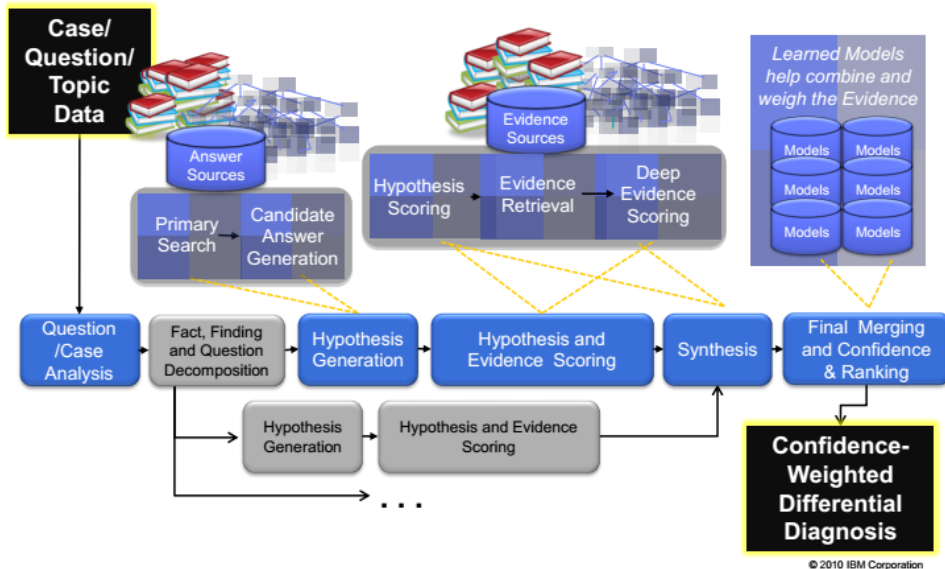 Case/
Question/
Topic
Data
Answer
Sources
Primary
Search
Candidate
Answer
Generation
Evidence
Sources
Hypothesis
Scoring
Evidence
Retrieval
Deep
Evidence
Scoring
Learned Models
help combine and
weigh the Evidence
Models
Models
Models
Models
Models
Models
Question
/Case
Analysis
Fact, Finding
and Question
Decomposition
Hypothesis
Generation
Hypothesis and
Evidence Scoring
Synthesis
Final Merging
and Confidence
& Ranking
Hypothesis
Generation
Hypothesis and Evidence
Scoring
. . .
Confidence-
Weighted
Differential
Diagnosis
© 2010 IBM Corporation